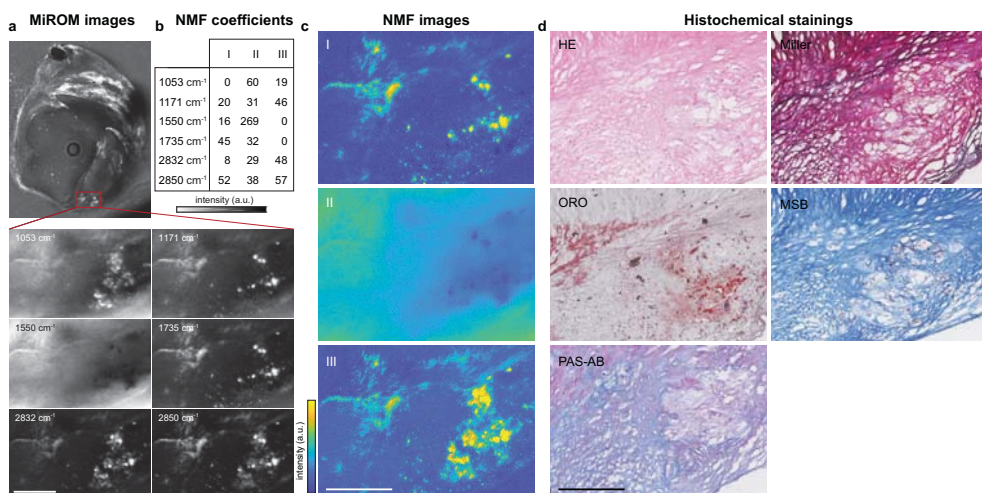 a MiROM images
b NMF coefficients
c NMF images
d Histochemical stainings
I II III
1053 cm⁻¹ 0 60 19
1171 cm⁻¹ 20 31 46
1550 cm⁻¹ 16 269 0
1735 cm⁻¹ 45 32 0
2832 cm⁻¹ 8 29 48
2850 cm⁻¹ 52 38 57
intensity (a.u.)
1053 cm⁻¹
1171 cm⁻¹
1550 cm⁻¹
1735 cm⁻¹
2832 cm⁻¹
2850 cm⁻¹
I
II
III
intensity (a.u.)
HE
Miller
ORO
MSB
PAS-AB